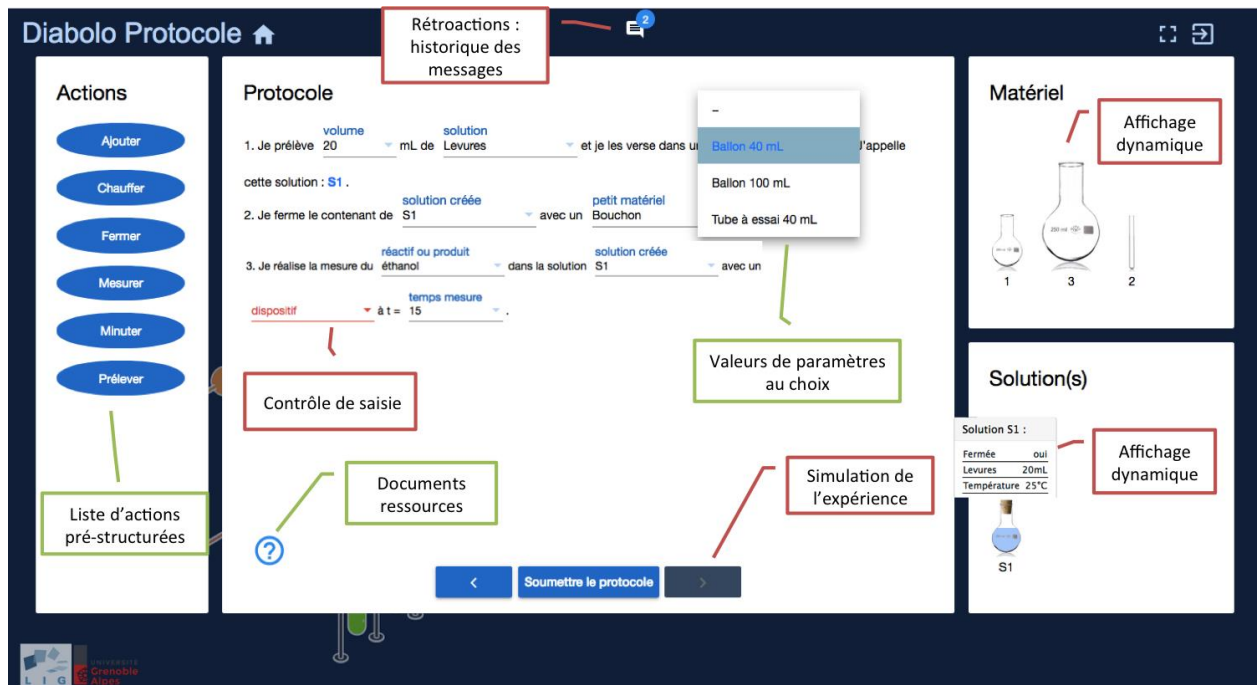 Diabolo Protocole
Rétroactions :
historique des
messages
2
Actions
Ajouter
Chauffer
Fermer
Mesurer
Minuter
Prélever
Liste d'actions
pré-structurées
Protocole
volume solution
1. Je prélève 20 mL de Levures et je les verse dans un J'appelle
cette solution : S1 .
solution créée petit matériel
2. Je ferme le contenant de S1 avec un Bouchon
réactif ou produit solution créée
3. Je réalise la mesure du éthanol dans la solution S1 avec un
temps mesure
dispositif à t = 15 .
–
Ballon 40 mL
Ballon 100 mL
Tube à essai 40 mL
Valeurs de paramètres
au choix
Contrôle de saisie
Documents
ressources
?
Simulation de
l'expérience
<
Soumettre le protocole
>
Matériel
Affichage
dynamique
250 ml
1 3 2
Solution(s)
Solution S1 :
Fermée oui
Levures 20mL
Température 25°C
Affichage
dynamique
S1
L I G
UNIVERSITÉ
Grenoble
Alpes